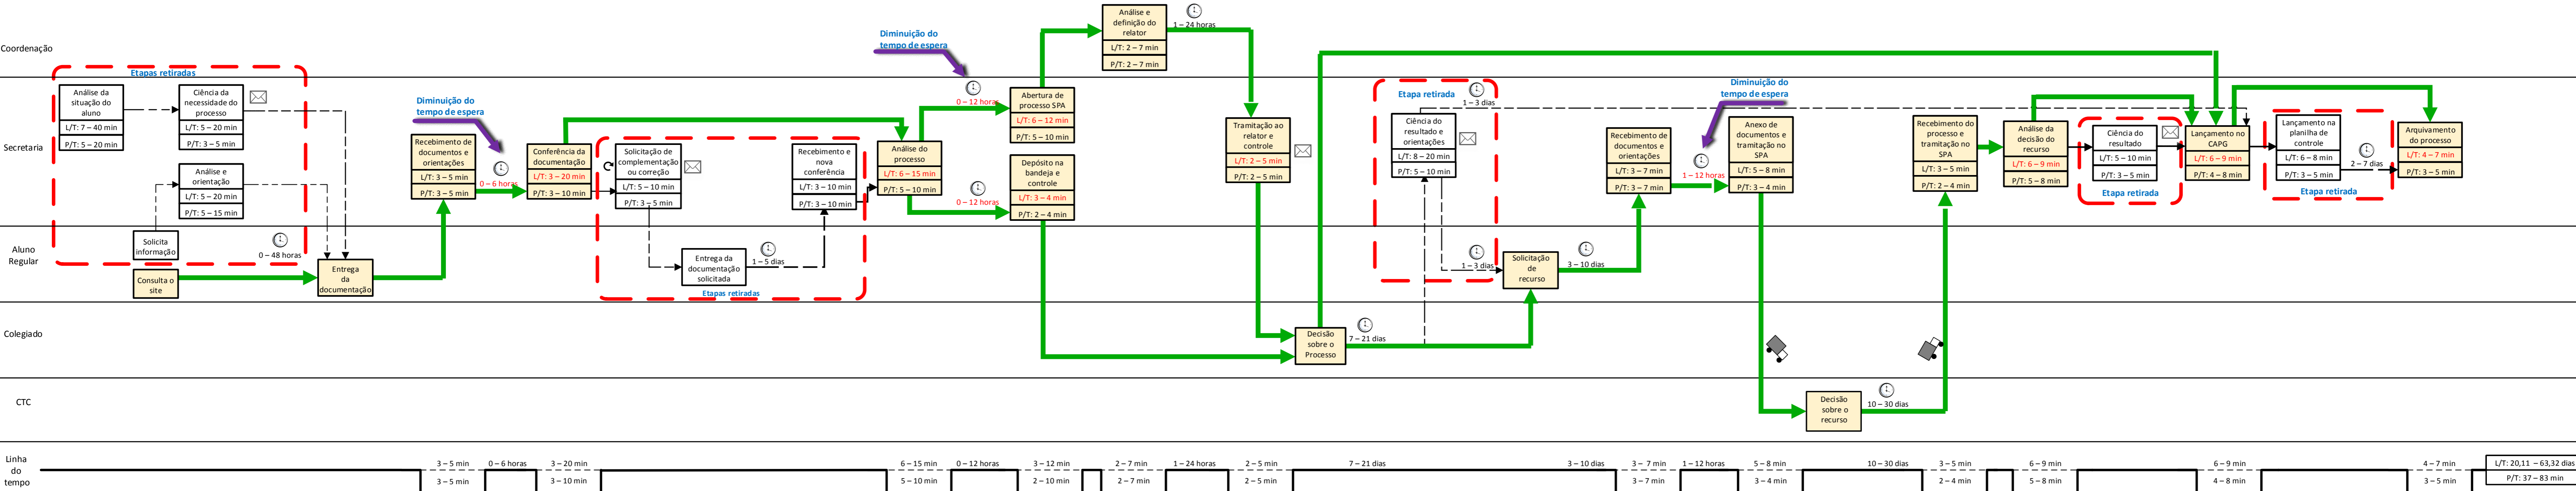 Coordenação
Secretaria
Aluno
Regular
Colegiado
CTC
Linha
do
tempo
Etapas retiradas
Análise da
situação do
aluno
L/T: 7 – 40 min
P/T: 5 – 20 min
Ciência da
necessidade do
processo
L/T: 5 – 20 min
P/T: 3 – 5 min
Análise e
orientação
L/T: 5 – 20 min
P/T: 5 – 15 min
Solicita
informação
0 – 48 horas
Consulta o
site
Entrega
da
documentação
Diminuição do
tempo de espera
Recebimento de
documentos e
orientações
L/T: 3 – 5 min
P/T: 3 – 5 min
0 – 6 horas
Conferência da
documentação
L/T: 3 – 20 min
P/T: 3 – 10 min
Solicitação de
complementação
ou correção
L/T: 5 – 10 min
P/T: 3 – 5 min
Entrega da
documentação
solicitada
1 – 5 dias
Etapas retiradas
Recebimento e
nova
conferência
L/T: 3 – 10 min
P/T: 3 – 10 min
Análise do
processo
L/T: 6 – 15 min
P/T: 5 – 10 min
Diminuição do
tempo de espera
0 – 12 horas
0 – 12 horas
Abertura de
processo SPA
L/T: 6 – 12 min
P/T: 5 – 10 min
Depósito na
bandeja e
controle
L/T: 3 – 4 min
P/T: 2 – 4 min
Análise e
definição do
relator
L/T: 2 – 7 min
P/T: 2 – 7 min
1 – 24 horas
Tramitação ao
relator e
controle
L/T: 2 – 5 min
P/T: 2 – 5 min
Decisão
sobre o
Processo
7 – 21 dias
Etapa retirada
1 – 3 dias
Ciência do
resultado e
orientações
L/T: 8 – 20 min
P/T: 5 – 10 min
1 – 3 dias
Solicitação
de
recurso
3 – 10 dias
Recebimento de
documentos e
orientações
L/T: 3 – 7 min
P/T: 3 – 7 min
Diminuição do
tempo de espera
1 – 12 horas
Anexo de
documentos e
tramitação no
SPA
L/T: 5 – 8 min
P/T: 3 – 4 min
Decisão
sobre o
recurso
10 – 30 dias
Recebimento do
processo e
tramitação no
SPA
L/T: 3 – 5 min
P/T: 2 – 4 min
Análise da
decisão do
recurso
L/T: 6 – 9 min
P/T: 5 – 8 min
Ciência do
resultado
L/T: 5 – 10 min
P/T: 3 – 5 min
Etapa retirada
Lançamento no
CAPG
L/T: 6 – 9 min
P/T: 4 – 8 min
Lançamento na
planilha de
controle
L/T: 6 – 8 min
P/T: 3 – 5 min
Etapa retirada
2 – 7 dias
Arquivamento
do processo
L/T: 4 – 7 min
P/T: 3 – 5 min
3 – 5 min
0 – 6 horas
3 – 20 min
6 – 15 min
0 – 12 horas
3 – 12 min
2 – 7 min
1 – 24 horas
2 – 5 min
7 – 21 dias
3 – 10 dias
3 – 7 min
1 – 12 horas
5 – 8 min
10 – 30 dias
3 – 5 min
6 – 9 min
6 – 9 min
4 – 7 min
L/T: 20,11 – 63,32 dias
3 – 5 min
3 – 10 min
5 – 10 min
2 – 10 min
2 – 7 min
2 – 5 min
3 – 7 min
3 – 4 min
2 – 4 min
5 – 8 min
4 – 8 min
3 – 5 min
P/T: 37 – 83 min